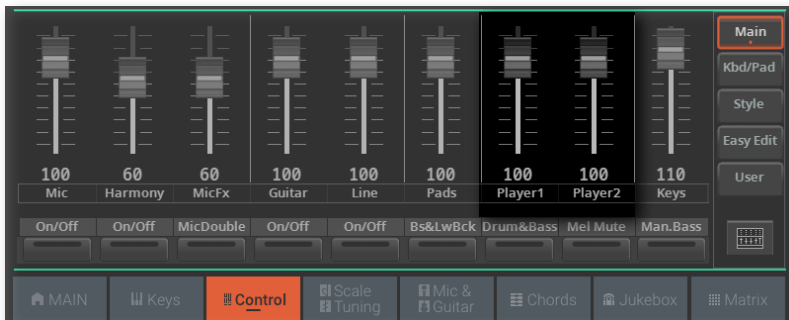 Main
Kbd/Pad
Style
Easy Edit
User
100 60 60 100 100 100 100 100 110
Mic Harmony MicFx Guitar Line Pads Player1 Player2 Keys
On/Off On/Off MicDouble On/Off On/Off Bs&LwBck Drum&Bass Mel Mute Man.Bass
MAIN Keys Control Scale Tuning Mic & Guitar Chords Jukebox Matrix